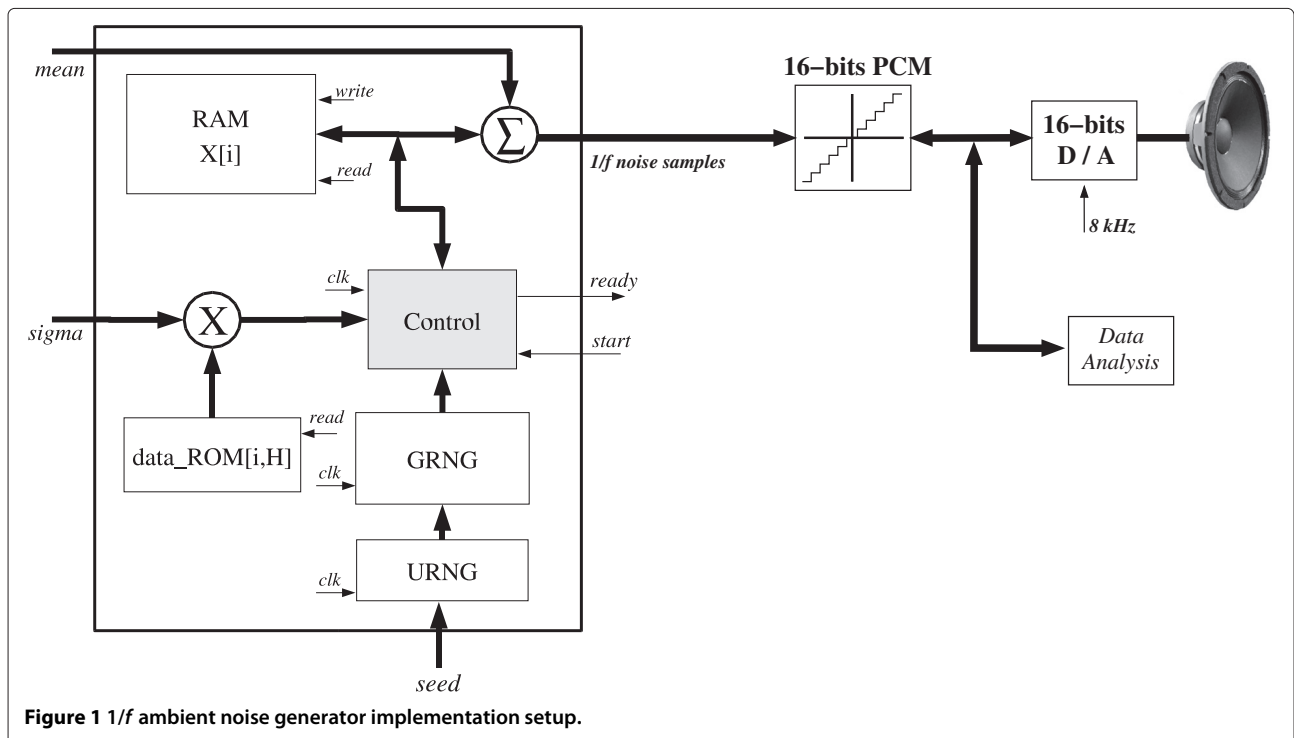 mean
RAM
X[i]
write
read
Σ
1/f noise samples
16–bits PCM
16–bits
D / A
8 kHz
clk
ready
Control
start
sigma
X
read
data_ROM[i,H]
GRNG
clk
URNG
clk
seed
Data
Analysis
Figure 1 1/f ambient noise generator implementation setup.